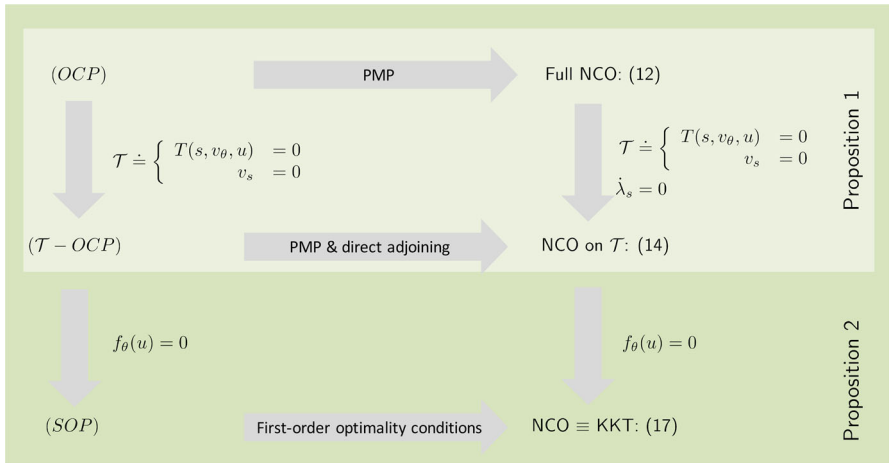 (OCP)
PMP
Full NCO: (12)
𝒯 ≐ { T(s, v_θ, u) = 0
v_s = 0
𝒯 ≐ { T(s, v_θ, u) = 0
v_s = 0
λ̇_s = 0
Proposition 1
(𝒯 − OCP)
PMP & direct adjoining
NCO on 𝒯: (14)
f_θ(u) = 0
f_θ(u) = 0
Proposition 2
(SOP)
First-order optimality conditions
NCO ≡ KKT: (17)